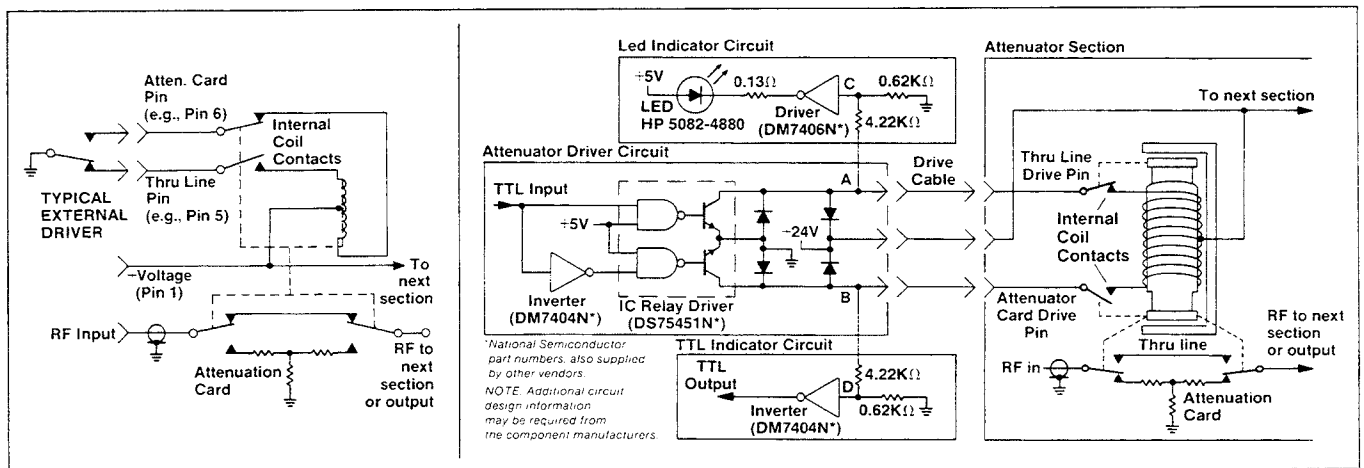 Atten. Card
Pin
(e.g., Pin 6)
Internal
Coil
Contacts
TYPICAL
EXTERNAL
DRIVER
Thru Line
Pin
(e.g., Pin 5)
+Voltage
(Pin 1)
To
next
section
RF Input
Attenuation
Card
RF to
next
section
or output
Led Indicator Circuit
+5V
LED
HP 5082-4880
0.13Ω
Driver
(DM7406N*)
C
0.62KΩ
4.22KΩ
Attenuator Driver Circuit
TTL Input
+5V
Inverter
(DM7404N*)
IC Relay Driver
(DS75451N*)
+24V
A
B
Drive
Cable
*National Semiconductor
part numbers, also supplied
by other vendors.
NOTE. Additional circuit
design information
may be required from
the component manufacturers.
TTL Indicator Circuit
TTL
Output
Inverter
(DM7404N*)
D
4.22KΩ
0.62KΩ
Attenuator Section
To next section
Thru Line
Drive Pin
Internal
Coil
Contacts
Attenuator
Card Drive
Pin
Thru line
RF in
RF to next
section
or output
Attenuation
Card